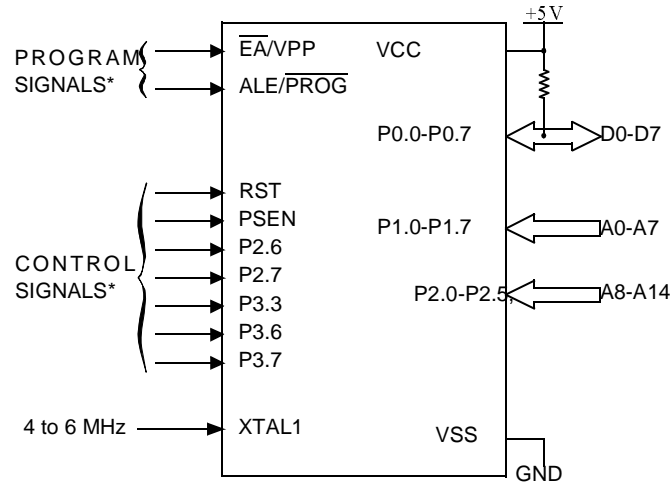 +5V
PROGRAM
SIGNALS*
EA/VPP
VCC
ALE/PROG
P0.0-P0.7
D0-D7
RST
PSEN
P1.0-P1.7
A0-A7
P2.6
CONTROL
SIGNALS*
P2.7
P2.0-P2.5,
A8-A14
P3.3
P3.6
P3.7
4 to 6 MHz
XTAL1
VSS
GND